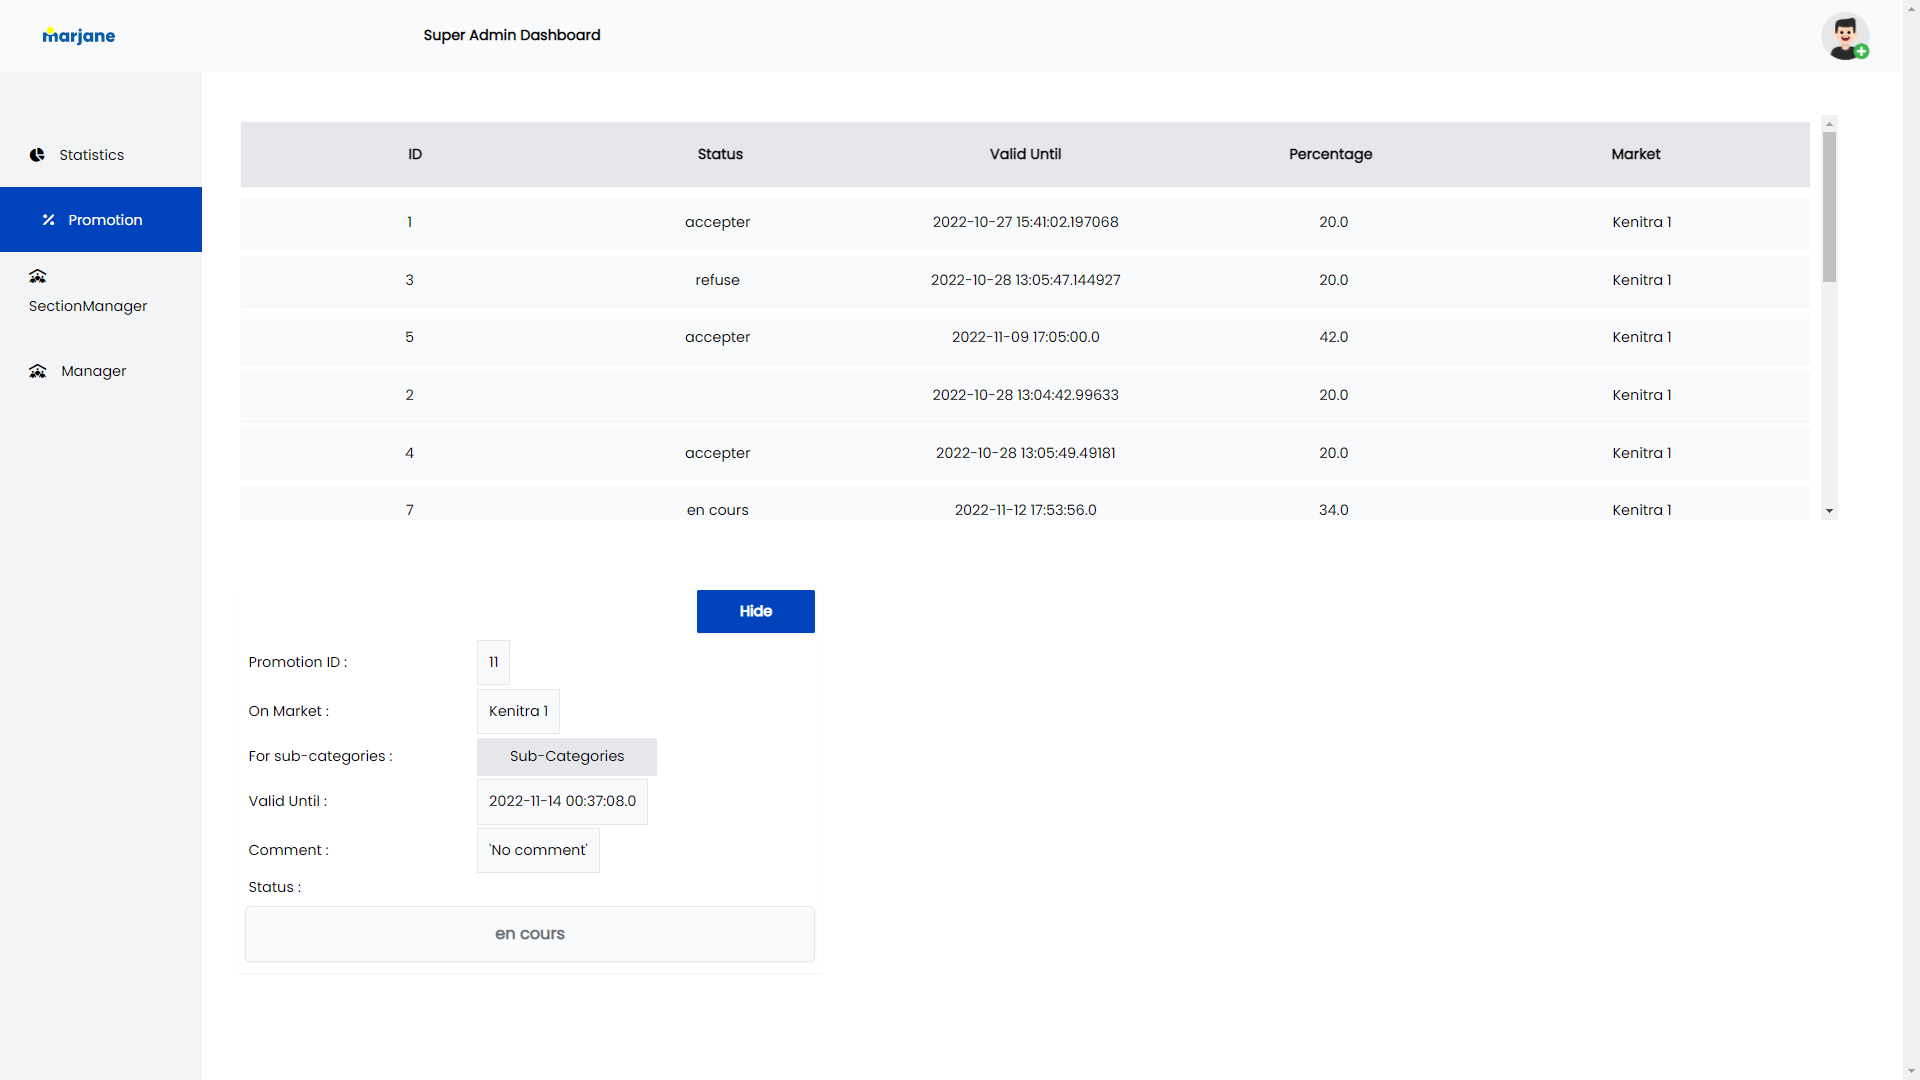 marjane
Super Admin Dashboard
Statistics
Promotion
SectionManager
Manager
ID Status Valid Until Percentage Market
1 accepter 2022-10-27 15:41:02.197068 20.0 Kenitra 1
3 refuse 2022-10-28 13:05:47.144927 20.0 Kenitra 1
5 accepter 2022-11-09 17:05:00.0 42.0 Kenitra 1
2 2022-10-28 13:04:42.99633 20.0 Kenitra 1
4 accepter 2022-10-28 13:05:49.49181 20.0 Kenitra 1
7 en cours 2022-11-12 17:53:56.0 34.0 Kenitra 1
Hide
Promotion ID : 11
On Market : Kenitra 1
For sub-categories : Sub-Categories
Valid Until : 2022-11-14 00:37:08.0
Comment : 'No comment'
Status :
en cours